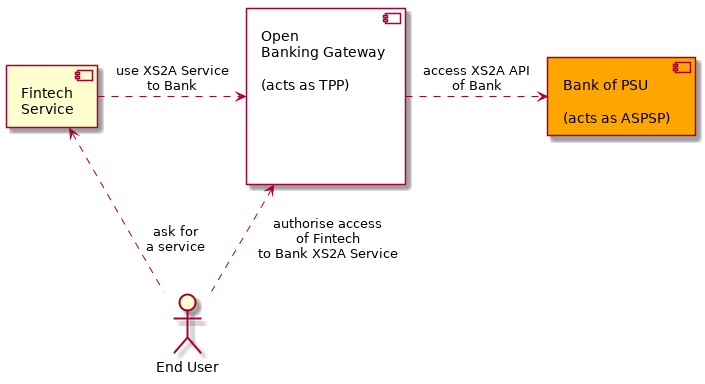 Open
Banking Gateway
(acts as TPP)
Fintech
Service
use XS2A Service
to Bank
access XS2A API
of Bank
Bank of PSU
(acts as ASPSP)
ask for
a service
authorise access
of Fintech
to Bank XS2A Service
End User